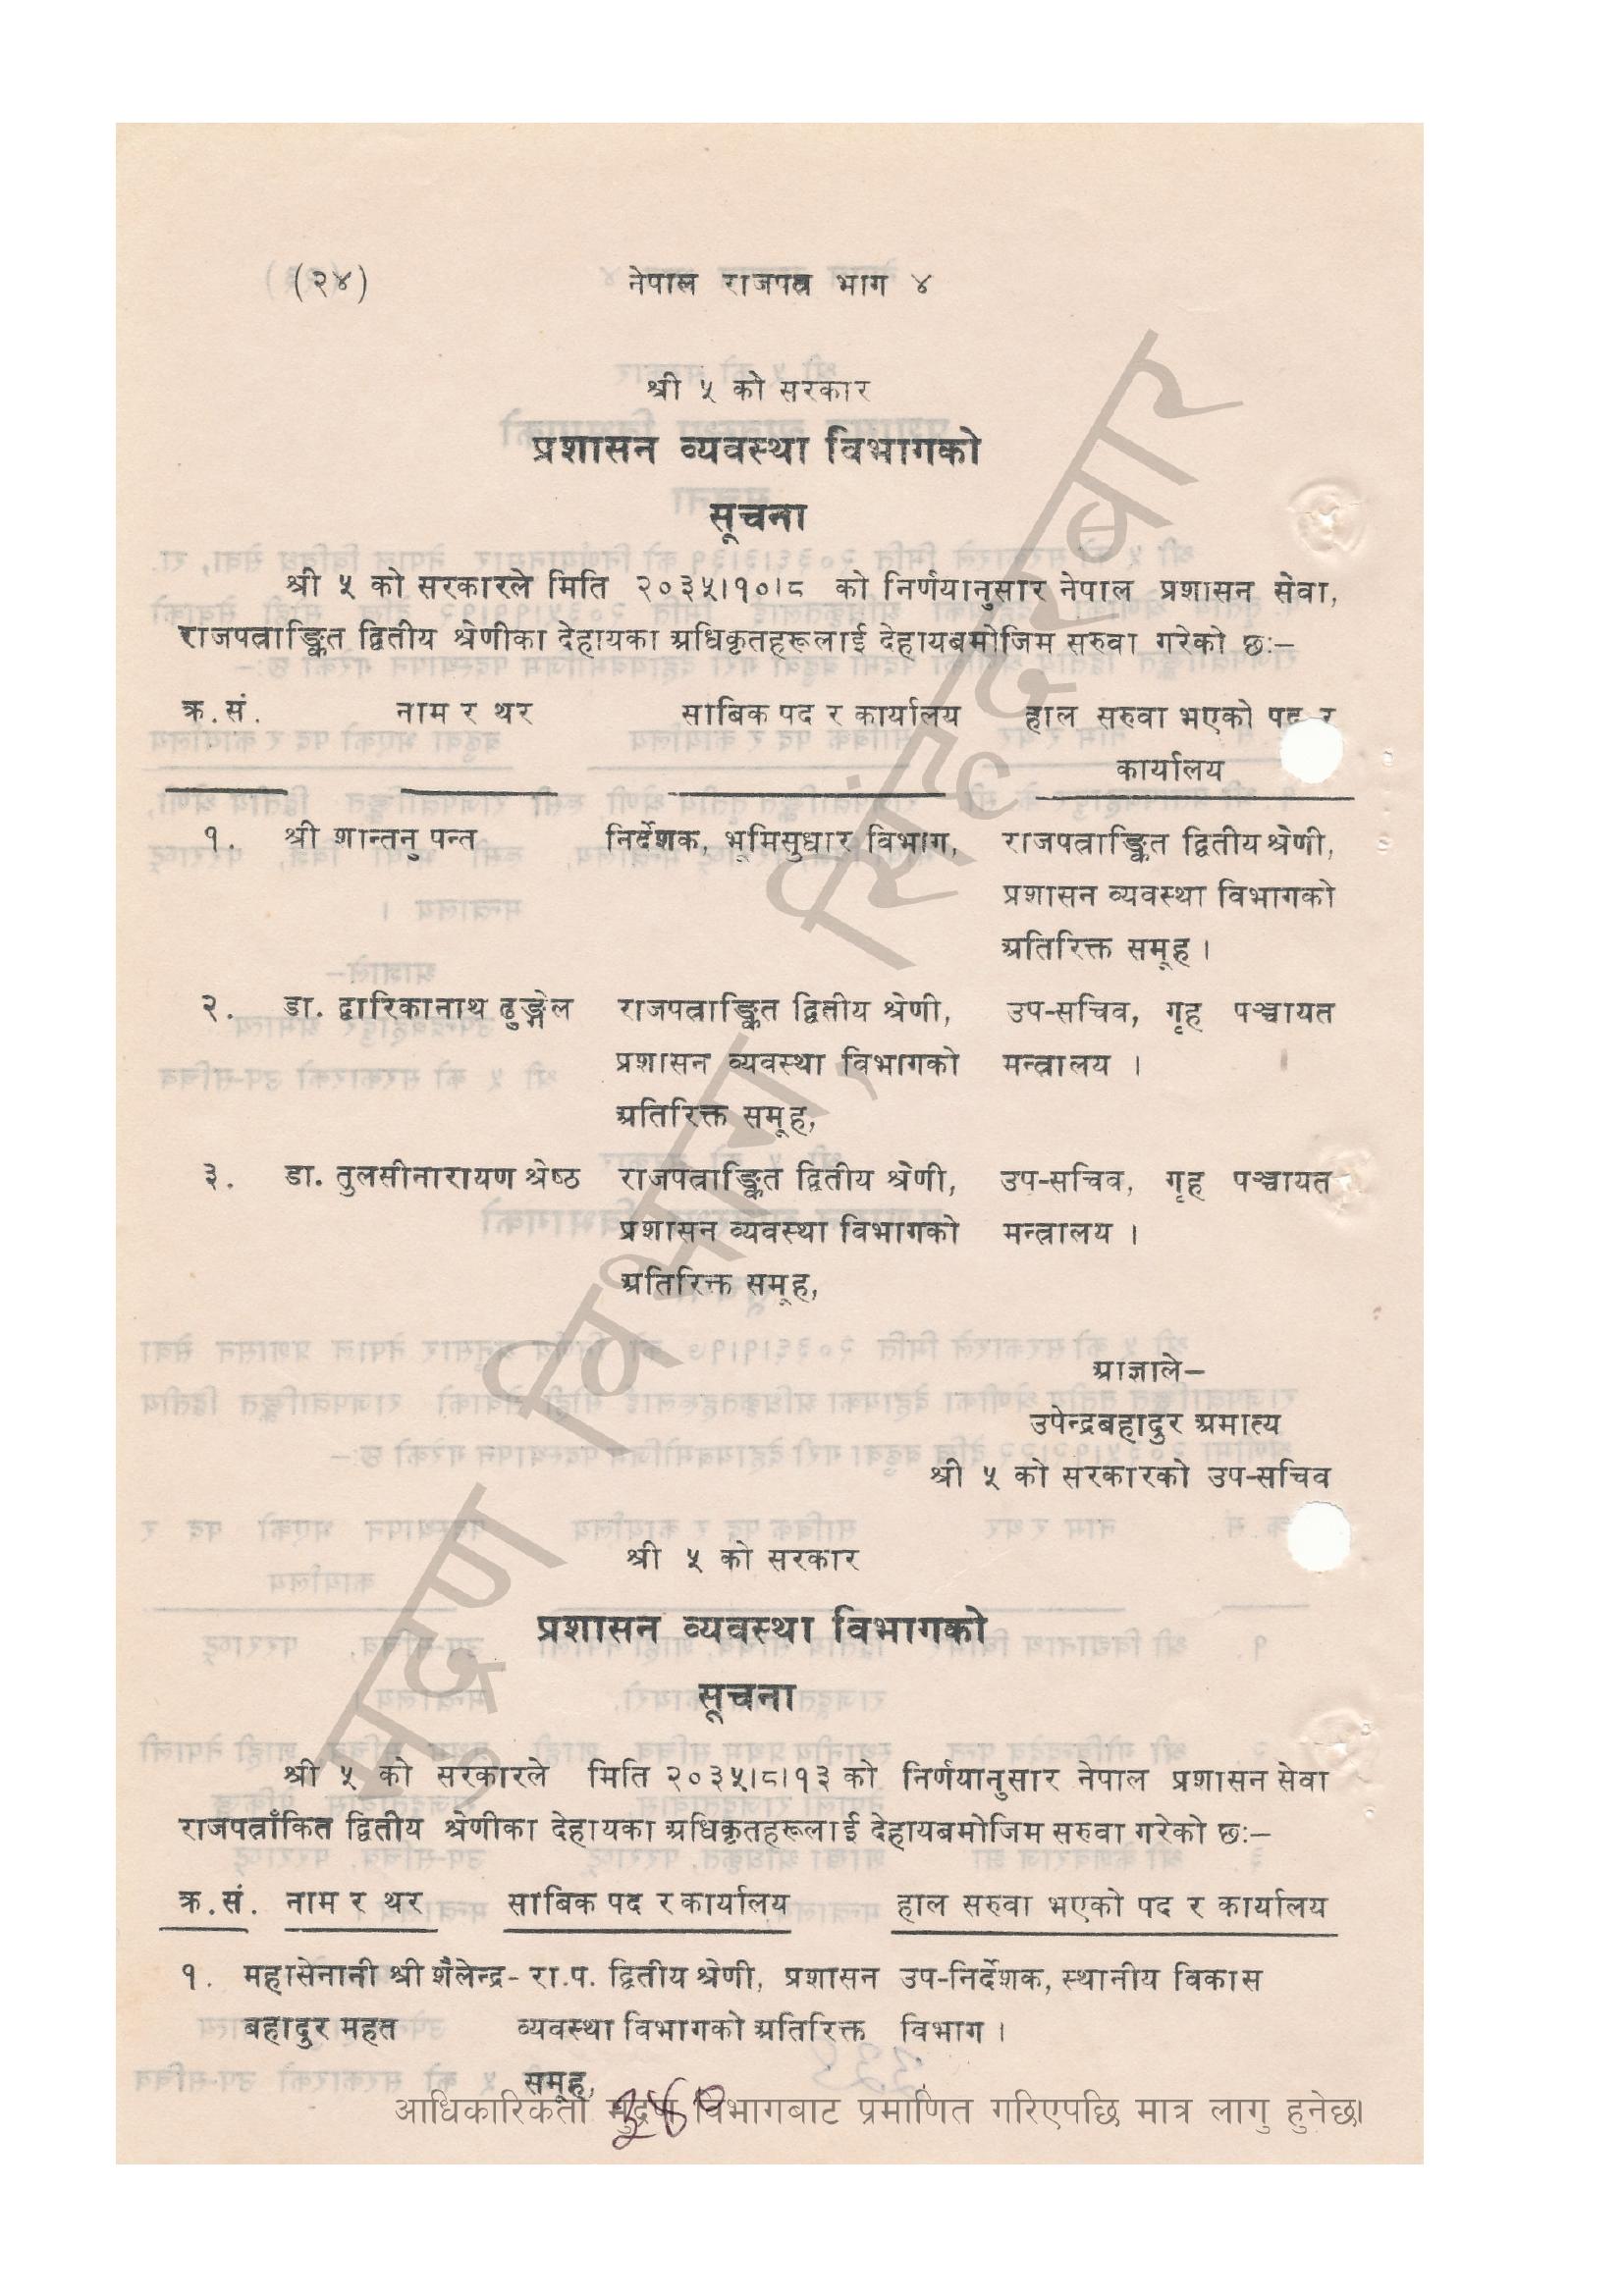 (२४) नेपाल राजपत्र भाग ४
श्री ५ को सरकार
प्रशासन व्यवस्था विभागको
सूचना
श्री ५ को सरकारले मिति २०३५।१०।८ को निर्णयानुसार नेपाल प्रशासन सेवा,
राजपत्राङ्कित द्वितीय श्रेणीका देहायका अधिकृतहरूलाई देहायबमोजिम सरुवा गरेको छः–
क्र.सं. नाम र थर साबिक पद र कार्यालय हाल सरुवा भएको पद र
कार्यालय
१. श्री शान्तनु पन्त निर्देशक, भूमिसुधार विभाग, राजपत्राङ्कित द्वितीय श्रेणी,
प्रशासन व्यवस्था विभागको
अतिरिक्त समूह।
२. डा. द्वारिकानाथ ढुङ्गेल राजपत्राङ्कित द्वितीय श्रेणी, उप-सचिव, गृह पञ्चायत
प्रशासन व्यवस्था विभागको मन्त्रालय ।
अतिरिक्त समूह,
३. डा. तुलसीनारायण श्रेष्ठ राजपत्राङ्कित द्वितीय श्रेणी, उप-सचिव, गृह पञ्चायत
प्रशासन व्यवस्था विभागको मन्त्रालय ।
अतिरिक्त समूह,
आज्ञाले–
उपेन्द्रबहादुर अमात्य
श्री ५ को सरकारको उप-सचिव
श्री ५ को सरकार
प्रशासन व्यवस्था विभागको
सूचना
श्री ५ को सरकारले मिति २०३५।८।१३ को निर्णयानुसार नेपाल प्रशासन सेवा
राजपत्राँकित द्वितीय श्रेणीका देहायका अधिकृतहरूलाई देहायबमोजिम सरुवा गरेको छः–
क्र.सं. नाम र थर साबिक पद र कार्यालय हाल सरुवा भएको पद र कार्यालय
१. महासेनानी श्री शैलेन्द्र- रा.प. द्वितीय श्रेणी, प्रशासन उप-निर्देशक, स्थानीय विकास
बहादुर महत व्यवस्था विभागको अतिरिक्त विभाग ।
समूह,
आधिकारिकता मुद्रण विभागबाट प्रमाणित गरिएपछि मात्र लागु हुनेछ।
मुद्रण विभाग, सिंहदरबार